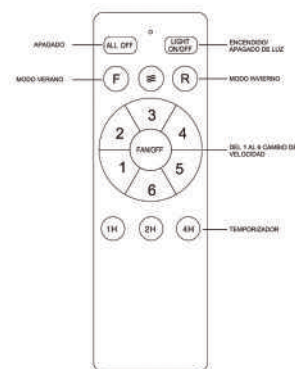 APAGADO
ALL OFF
LIGHT
ON/OFF
ENCENDIDO/
APAGADO DE LUZ
MODO VERANO
F
R
MODO INVIERNO
3
2
4
FAN/OFF
DEL 1 AL 6 CAMBIO DE
VELOCIDAD
1
5
6
1H
2H
4H
TEMPORIZADOR